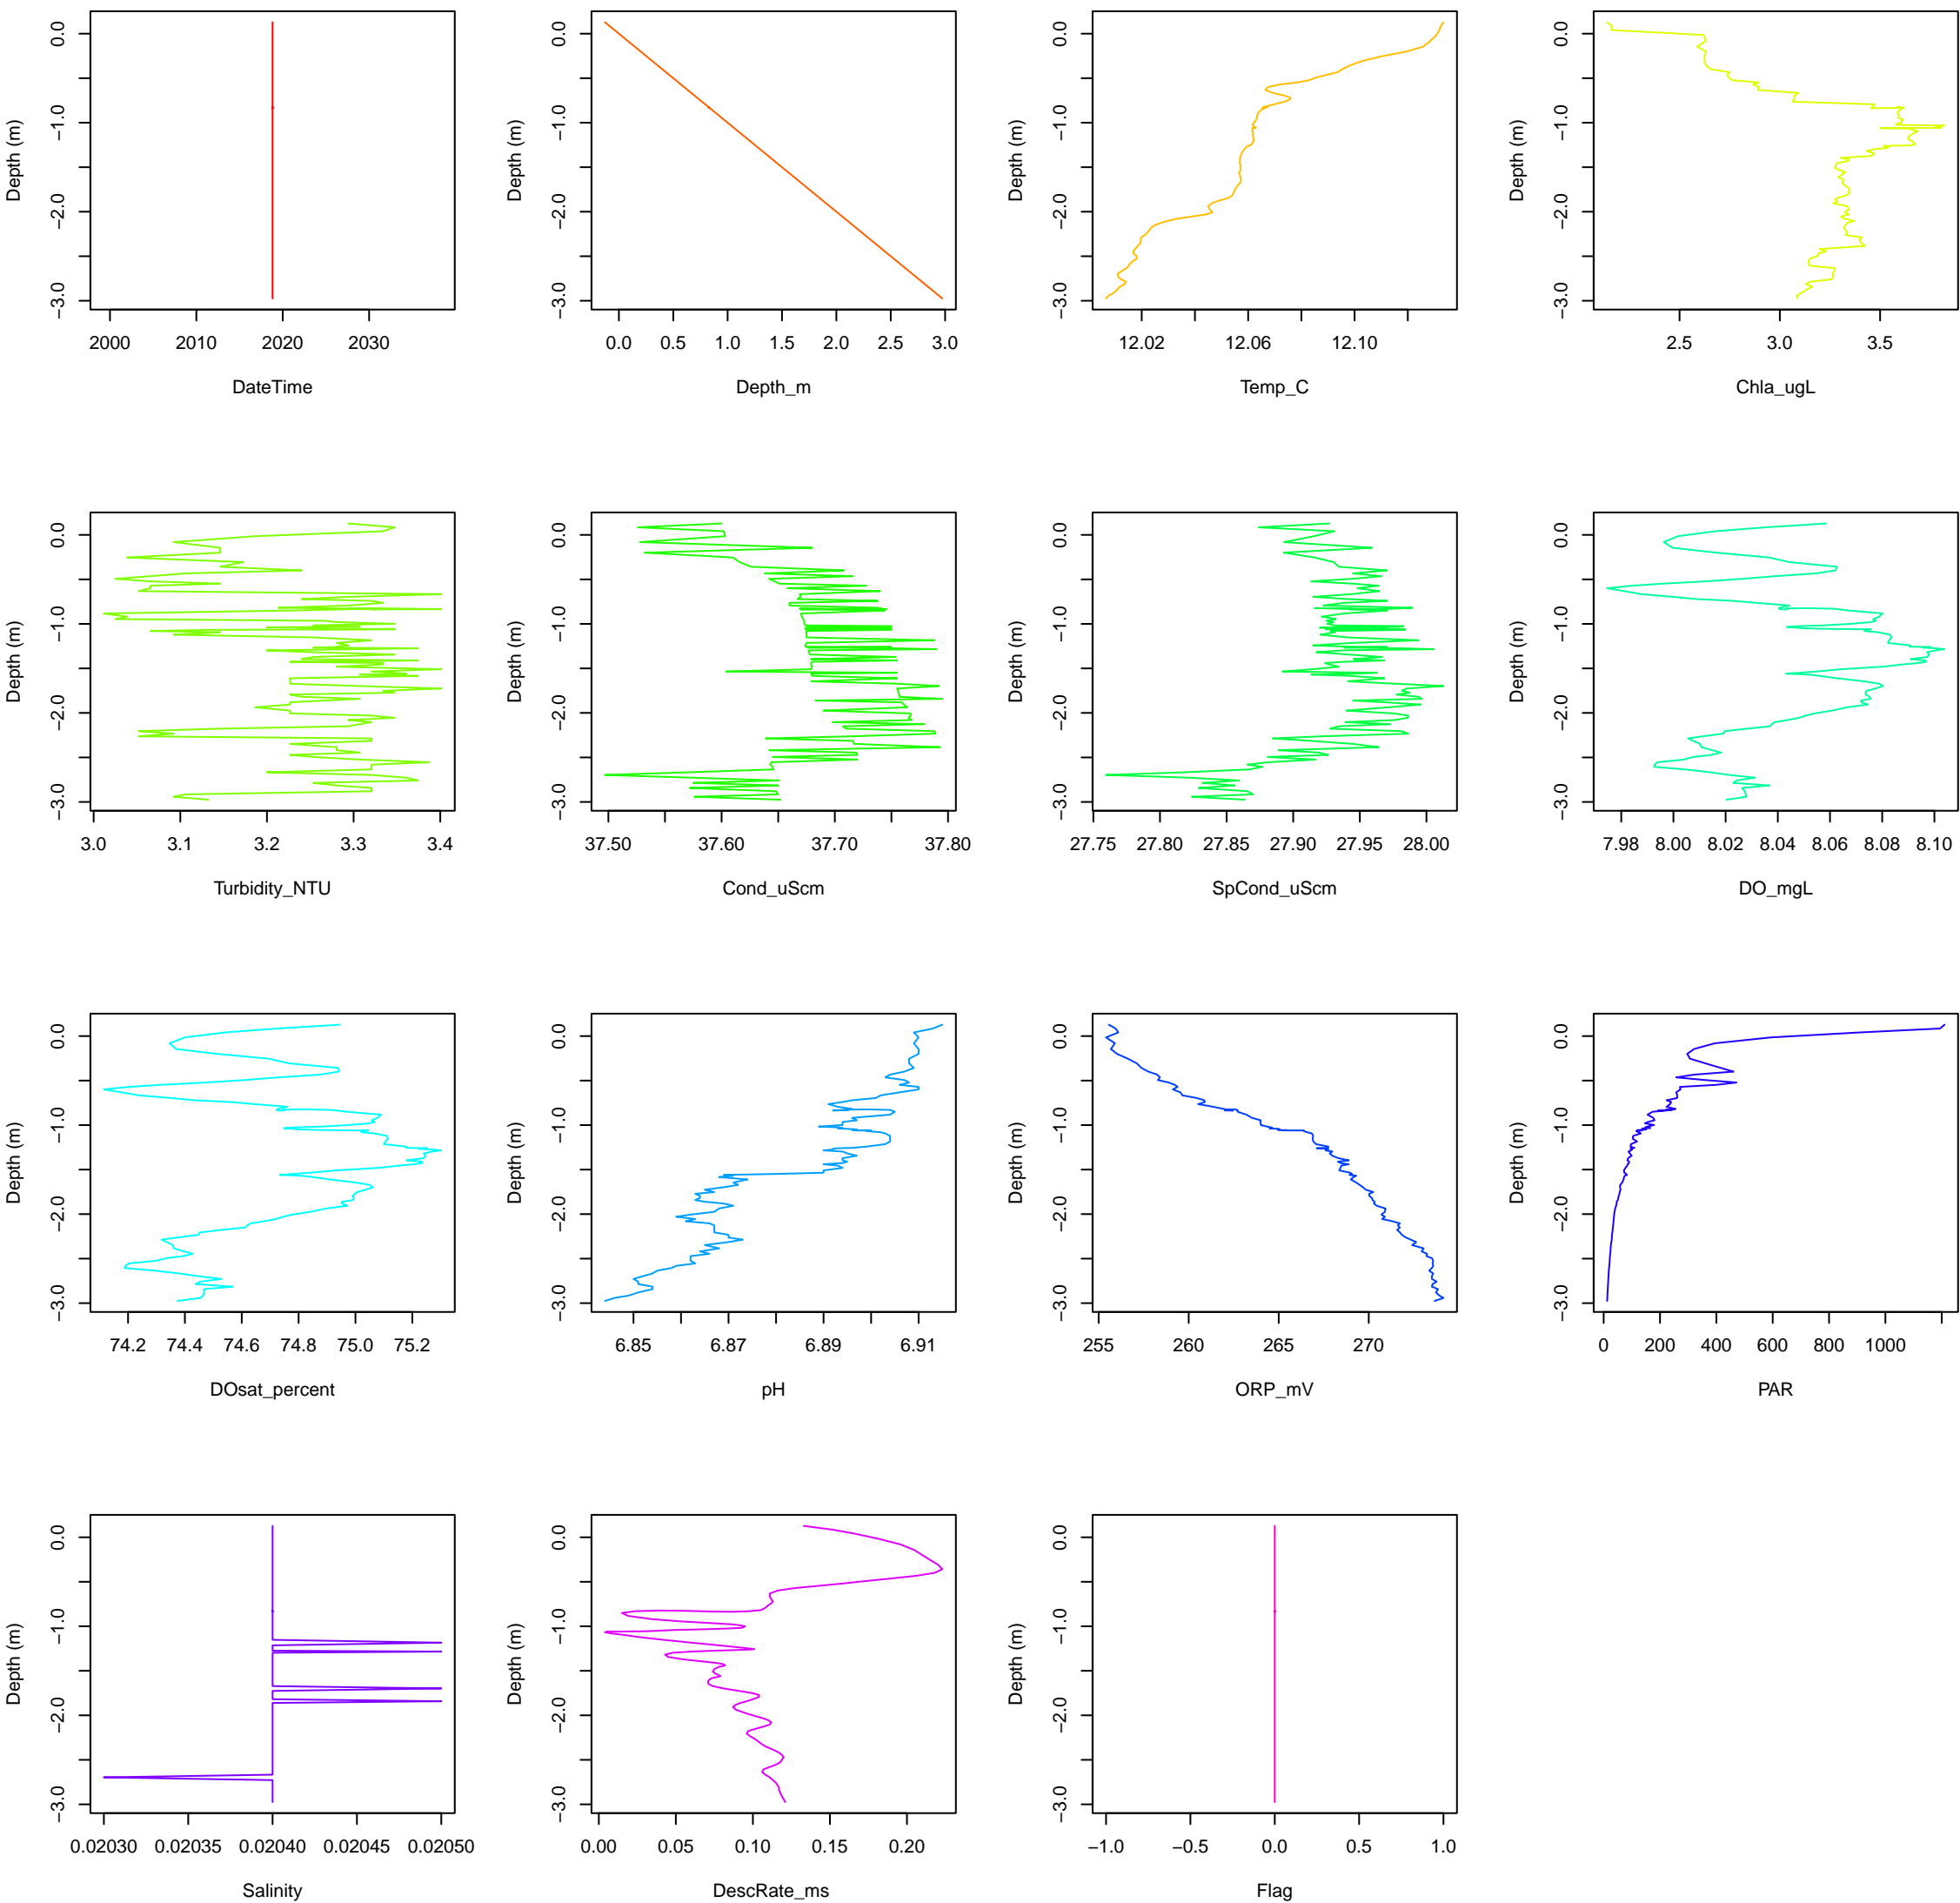 0.0
−1.0
−2.0
−3.0
Depth (m)
2000 2010 2020 2030
DateTime
0.0
−1.0
−2.0
−3.0
Depth (m)
0.0 0.5 1.0 1.5 2.0 2.5 3.0
Depth_m
0.0
−1.0
−2.0
−3.0
Depth (m)
12.02 12.06 12.10
Temp_C
0.0
−1.0
−2.0
−3.0
Depth (m)
2.5 3.0 3.5
Chla_ugL
0.0
−1.0
−2.0
−3.0
Depth (m)
3.0 3.1 3.2 3.3 3.4
Turbidity_NTU
0.0
−1.0
−2.0
−3.0
Depth (m)
37.50 37.60 37.70 37.80
Cond_uScm
0.0
−1.0
−2.0
−3.0
Depth (m)
27.75 27.80 27.85 27.90 27.95 28.00
SpCond_uScm
0.0
−1.0
−2.0
−3.0
Depth (m)
7.98 8.00 8.02 8.04 8.06 8.08 8.10
DO_mgL
0.0
−1.0
−2.0
−3.0
Depth (m)
74.2 74.4 74.6 74.8 75.0 75.2
DOsat_percent
0.0
−1.0
−2.0
−3.0
Depth (m)
6.85 6.87 6.89 6.91
pH
0.0
−1.0
−2.0
−3.0
Depth (m)
255 260 265 270
ORP_mV
0.0
−1.0
−2.0
−3.0
Depth (m)
0 200 400 600 800 1000
PAR
0.0
−1.0
−2.0
−3.0
Depth (m)
0.02030 0.02035 0.02040 0.02045 0.02050
Salinity
0.0
−1.0
−2.0
−3.0
Depth (m)
0.00 0.05 0.10 0.15 0.20
DescRate_ms
0.0
−1.0
−2.0
−3.0
Depth (m)
−1.0 −0.5 0.0 0.5 1.0
Flag